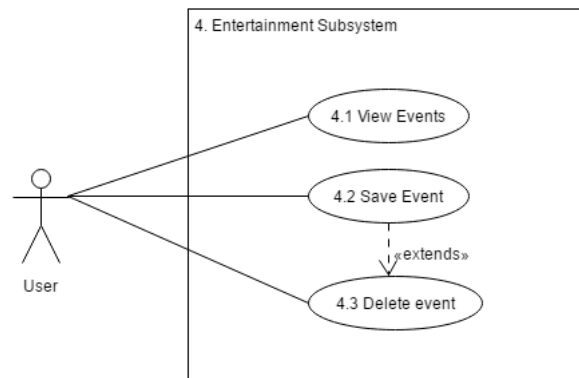 4. Entertainment Subsystem
4.1 View Events
4.2 Save Event
«extends»
User
4.3 Delete event